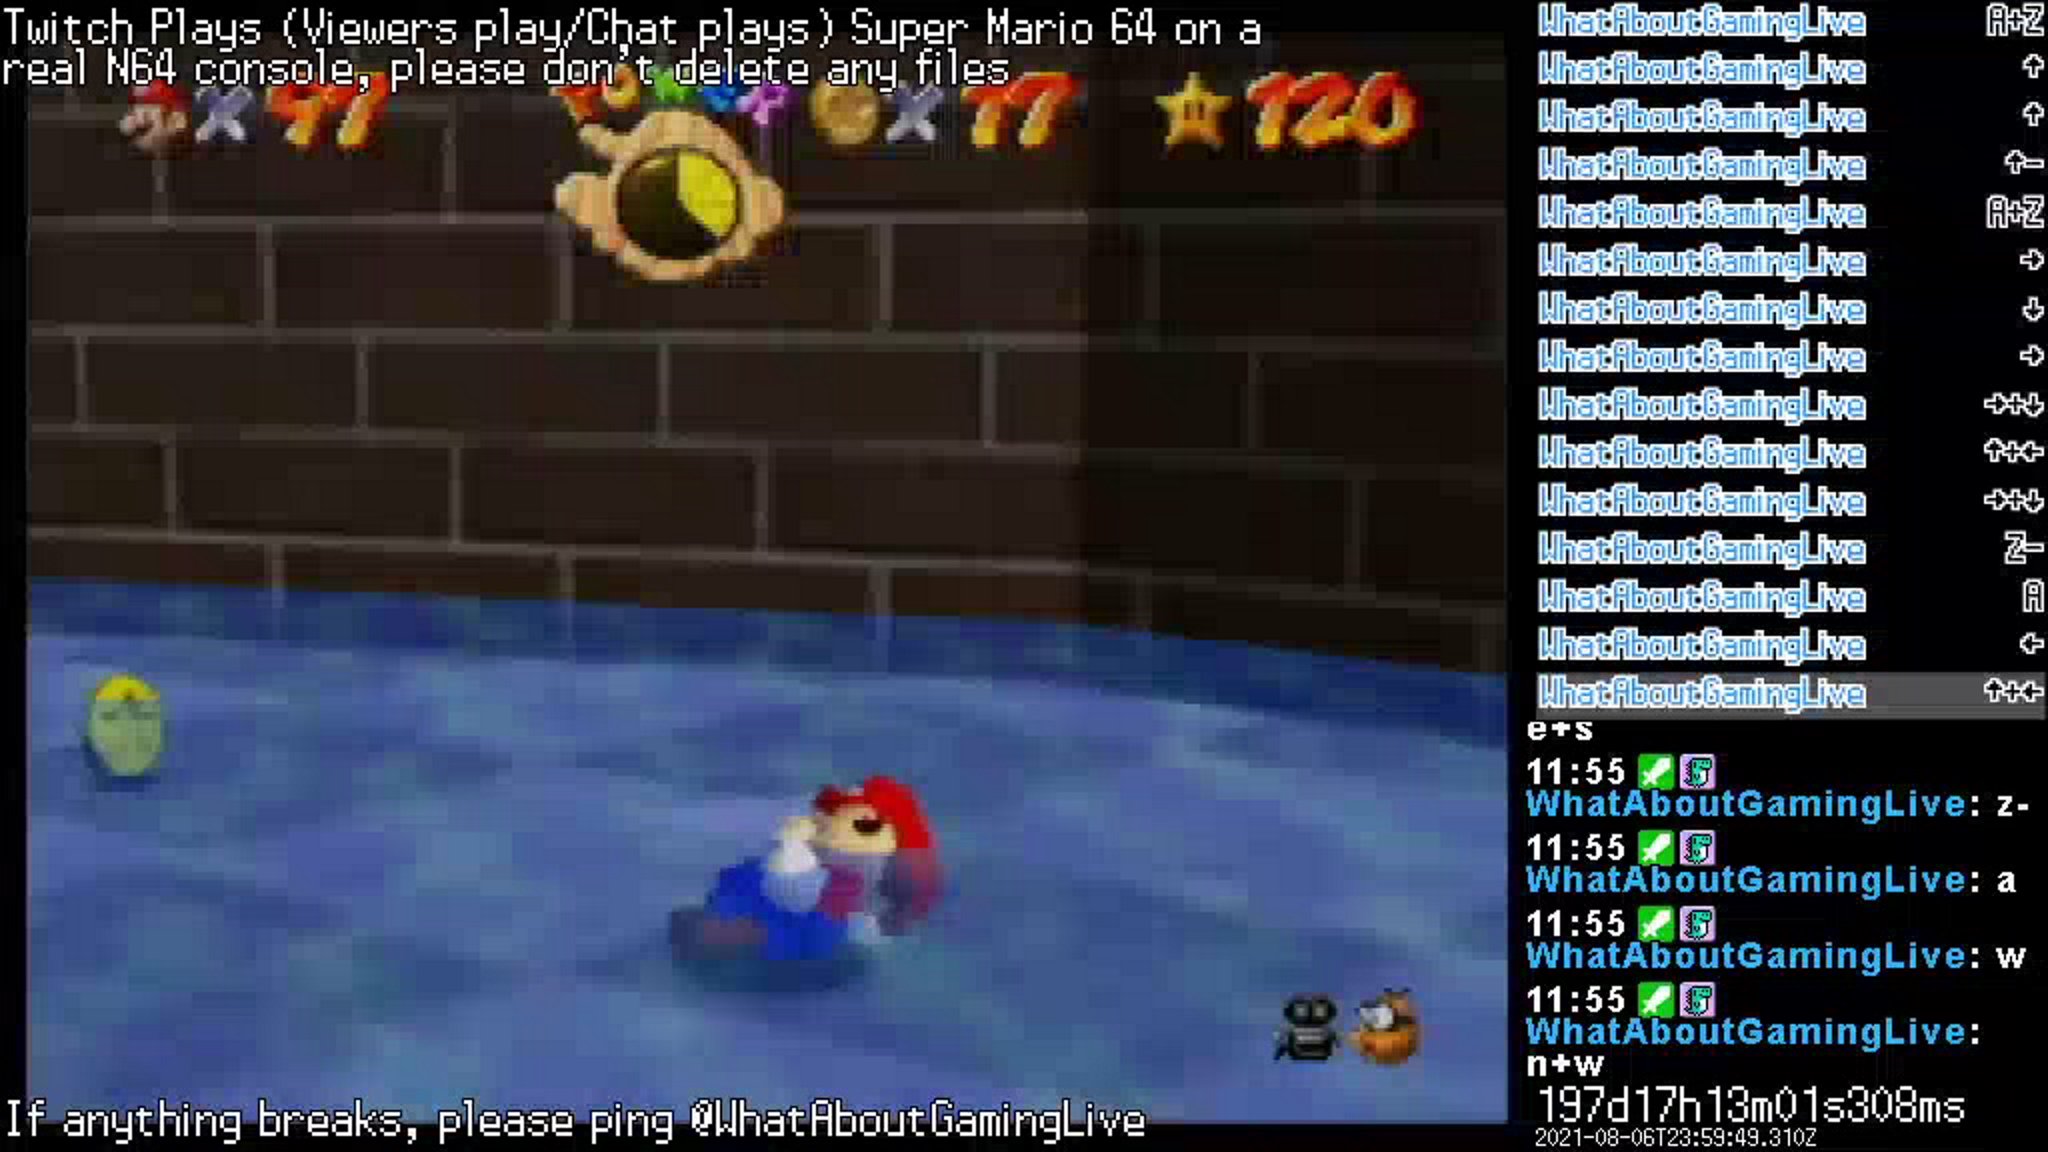 Twitch Plays (Viewers play/Chat plays) Super Mario 64 on a
real N64 console, please don't delete any files
120
WhatAboutGamingLive A+Z
WhatAboutGamingLive ↑
WhatAboutGamingLive ↑
WhatAboutGamingLive ↑-
WhatAboutGamingLive A+Z
WhatAboutGamingLive →
WhatAboutGamingLive ↓
WhatAboutGamingLive →
WhatAboutGamingLive →+↓
WhatAboutGamingLive ↑+←
WhatAboutGamingLive →+↓
WhatAboutGamingLive Z-
WhatAboutGamingLive A
WhatAboutGamingLive ←
WhatAboutGamingLive ↑+←
e+s
11:55
WhatAboutGamingLive: z-
11:55
WhatAboutGamingLive: a
11:55
WhatAboutGamingLive: w
11:55
WhatAboutGamingLive:
n+w
197d17h13m01s308ms
2021-08-06T23:59:49.310Z
If anything breaks, please ping @WhatAboutGamingLive